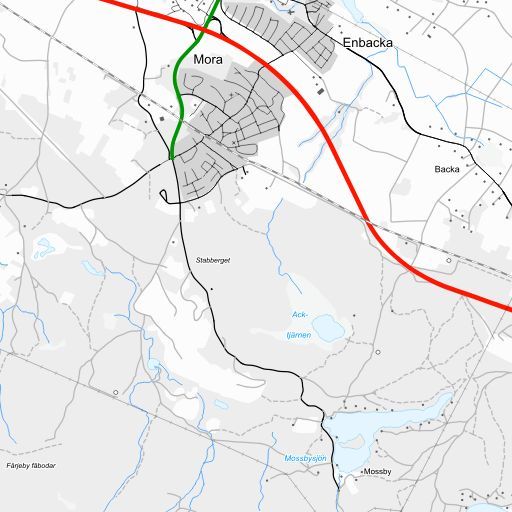 Enbacka
Mora
Backa
Stabberget
Ack-
tjärnen
Mossbysjön
Färjeby fäbodar
Mossby